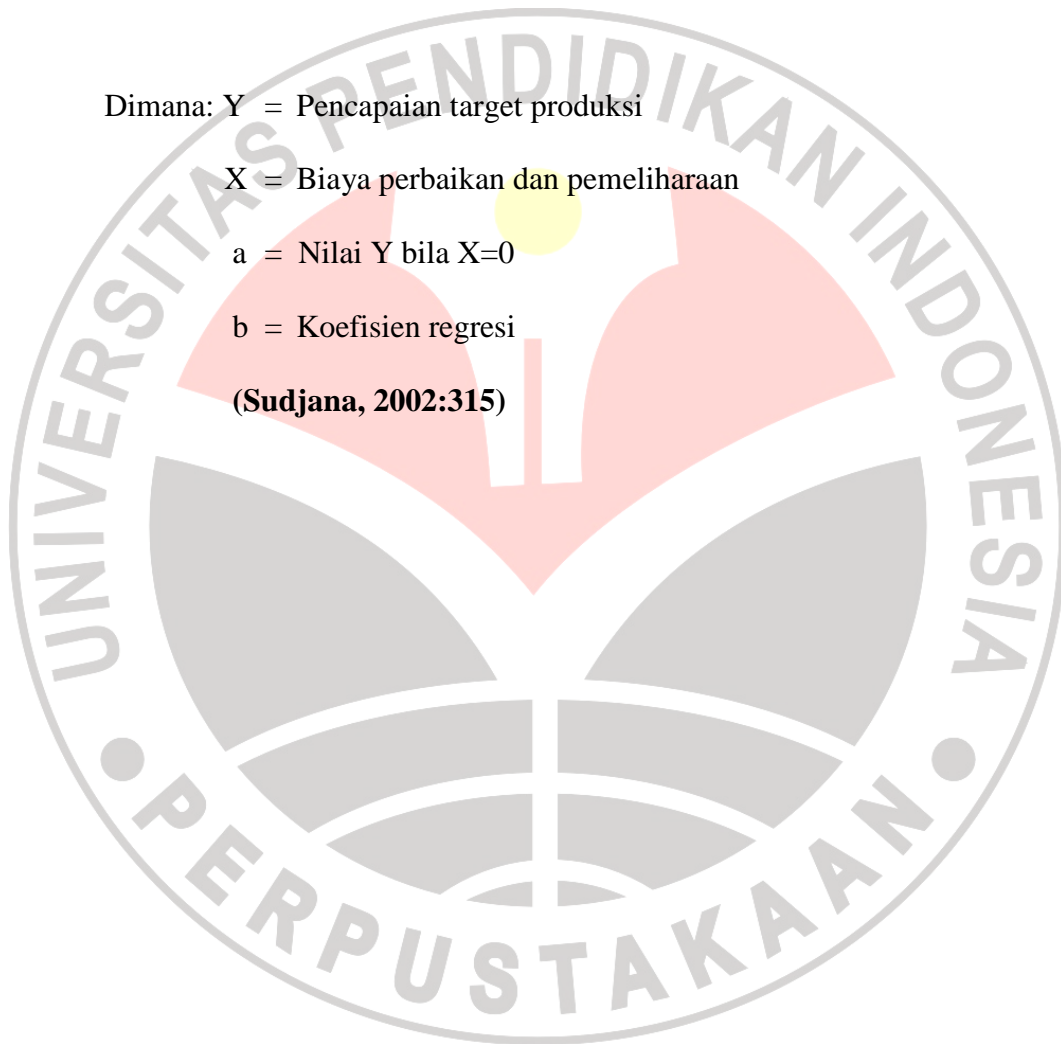 Dimana: Y = Pencapaian target produksi
X = Biaya perbaikan dan pemeliharaan
a = Nilai Y bila X=0
b = Koefisien regresi
(Sudjana, 2002:315)
UNIVERSITAS PENDIDIKAN INDONESIA
PERPUSTAKAAN